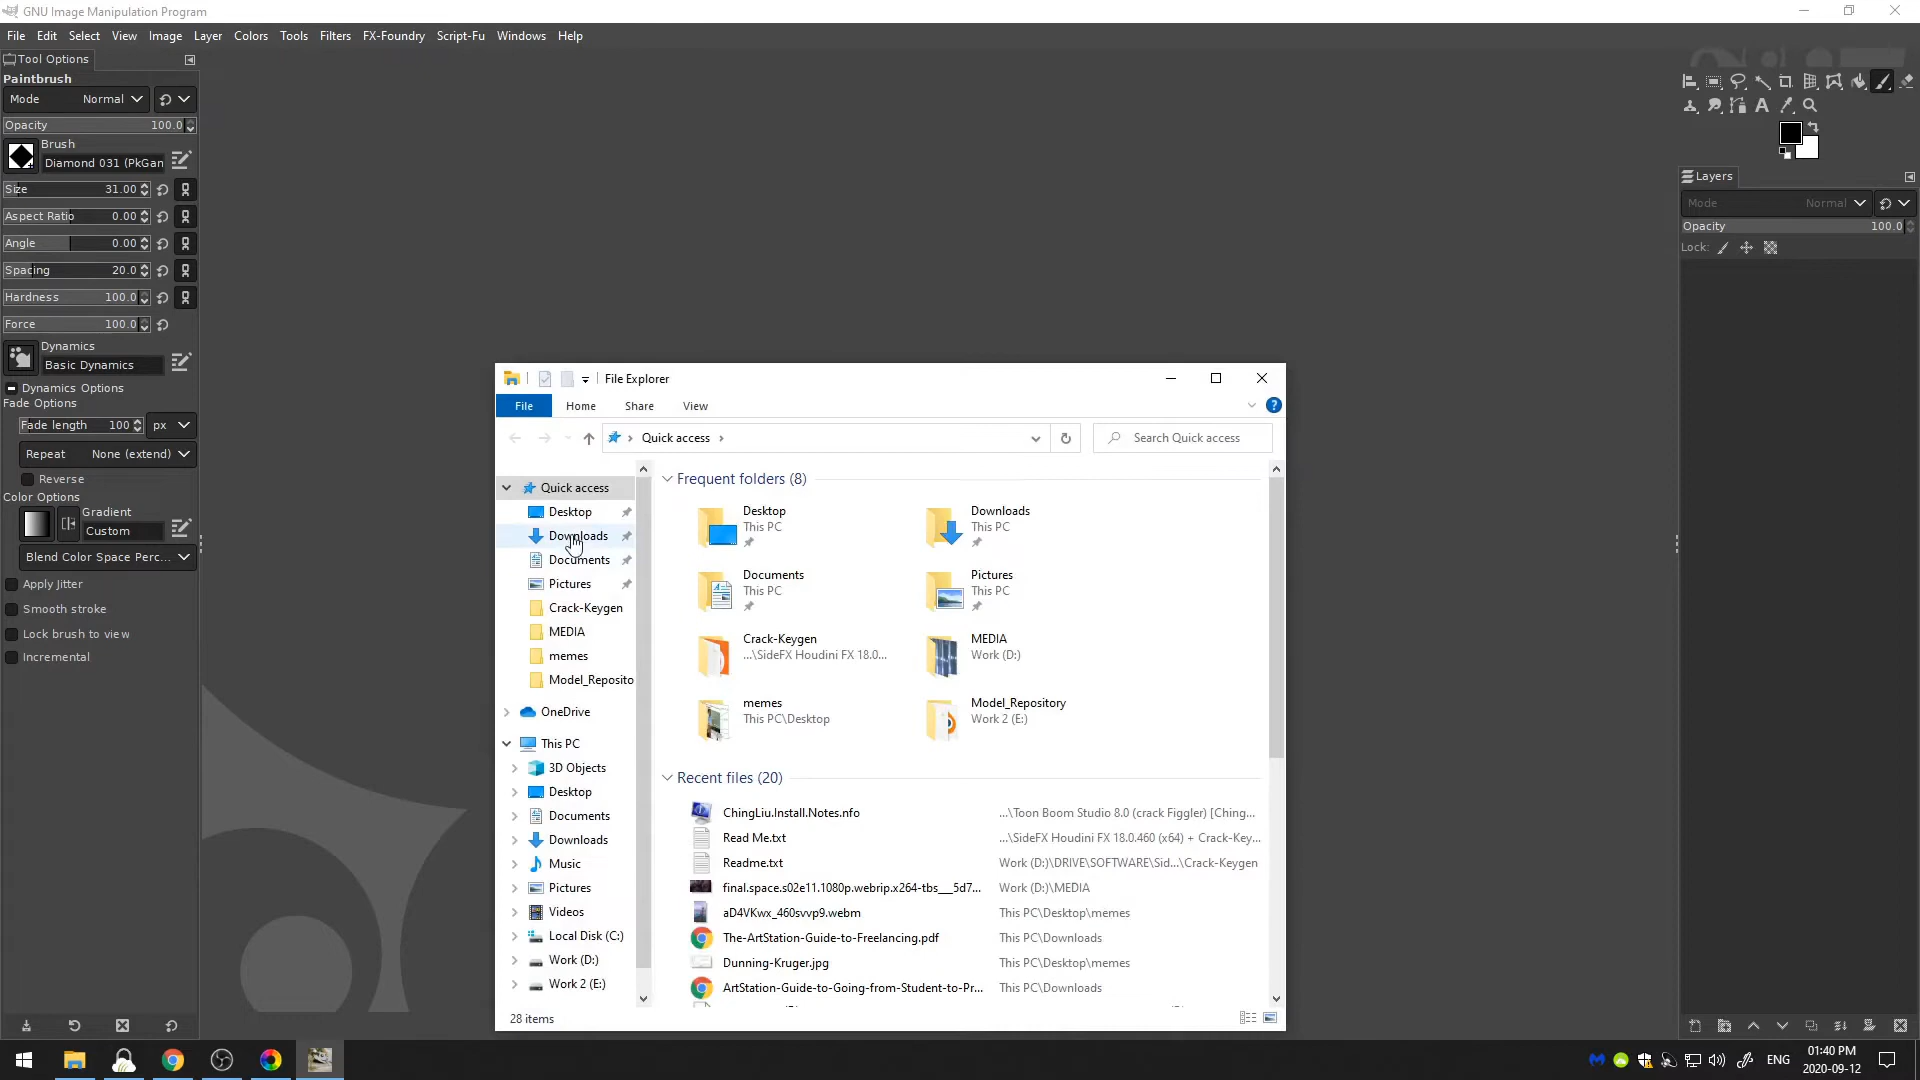 GNU Image Manipulation Program
File Edit Select View Image Layer Colors Tools Filters FX-Foundry Script-Fu Windows Help
Tool Options
Paintbrush
Mode Normal
Opacity 100.0
Brush
Diamond 031 (PkGan
Size 31.00
Aspect Ratio 0.00
Angle 0.00
Spacing 20.0
Hardness 100.0
Force 100.0
Dynamics
Basic Dynamics
Dynamics Options
Fade Options
Fade length 100 px
Repeat None (extend)
Reverse
Color Options
Gradient
Custom
Blend Color Space Perc...
Apply Jitter
Smooth stroke
Lock brush to view
Incremental
File Explorer
File Home Share View
Quick access
Search Quick access
Quick access
Desktop
Downloads
Documents
Pictures
Crack-Keygen
MEDIA
memes
Model_Reposito
OneDrive
This PC
3D Objects
Desktop
Documents
Downloads
Music
Pictures
Videos
Local Disk (C:)
Work (D:)
Work 2 (E:)
Frequent folders (8)
Desktop
This PC
Downloads
This PC
Documents
This PC
Pictures
This PC
Crack-Keygen
...\SideFX Houdini FX 18.0...
MEDIA
Work (D:)
memes
This PC\Desktop
Model_Repository
Work 2 (E:)
Recent files (20)
ChingLiu.Install.Notes.nfo ...\Toon Boom Studio 8.0 (crack Figgler) [Ching...
Read Me.txt ...\SideFX Houdini FX 18.0.460 (x64) + Crack-Key...
Readme.txt Work (D:)\DRIVE\SOFTWARE\Sid...\Crack-Keygen
final.space.s02e11.1080p.webrip.x264-tbs___5d7... Work (D:)\MEDIA
aD4VKwx_460svvp9.webm This PC\Desktop\memes
The-ArtStation-Guide-to-Freelancing.pdf This PC\Downloads
Dunning-Kruger.jpg This PC\Desktop\memes
ArtStation-Guide-to-Going-from-Student-to-Pr... This PC\Downloads
28 items
Layers
Mode Normal
Opacity 100.0
Lock:
ENG
01:40 PM
2020-09-12